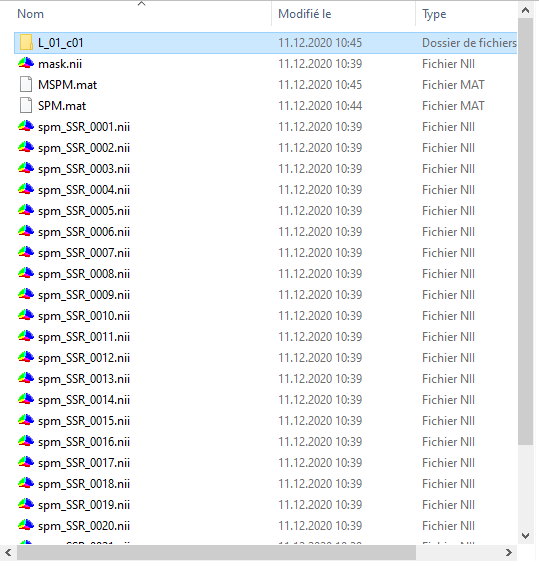 Nom Modifié le Type
L_01_c01 11.12.2020 10:45 Dossier de fichiers
mask.nii 11.12.2020 10:39 Fichier NII
MSPM.mat 11.12.2020 10:45 Fichier MAT
SPM.mat 11.12.2020 10:44 Fichier MAT
spm_SSR_0001.nii 11.12.2020 10:39 Fichier NII
spm_SSR_0002.nii 11.12.2020 10:39 Fichier NII
spm_SSR_0003.nii 11.12.2020 10:39 Fichier NII
spm_SSR_0004.nii 11.12.2020 10:39 Fichier NII
spm_SSR_0005.nii 11.12.2020 10:39 Fichier NII
spm_SSR_0006.nii 11.12.2020 10:39 Fichier NII
spm_SSR_0007.nii 11.12.2020 10:39 Fichier NII
spm_SSR_0008.nii 11.12.2020 10:39 Fichier NII
spm_SSR_0009.nii 11.12.2020 10:39 Fichier NII
spm_SSR_0010.nii 11.12.2020 10:39 Fichier NII
spm_SSR_0011.nii 11.12.2020 10:39 Fichier NII
spm_SSR_0012.nii 11.12.2020 10:39 Fichier NII
spm_SSR_0013.nii 11.12.2020 10:39 Fichier NII
spm_SSR_0014.nii 11.12.2020 10:39 Fichier NII
spm_SSR_0015.nii 11.12.2020 10:39 Fichier NII
spm_SSR_0016.nii 11.12.2020 10:39 Fichier NII
spm_SSR_0017.nii 11.12.2020 10:39 Fichier NII
spm_SSR_0018.nii 11.12.2020 10:39 Fichier NII
spm_SSR_0019.nii 11.12.2020 10:39 Fichier NII
spm_SSR_0020.nii 11.12.2020 10:39 Fichier NII